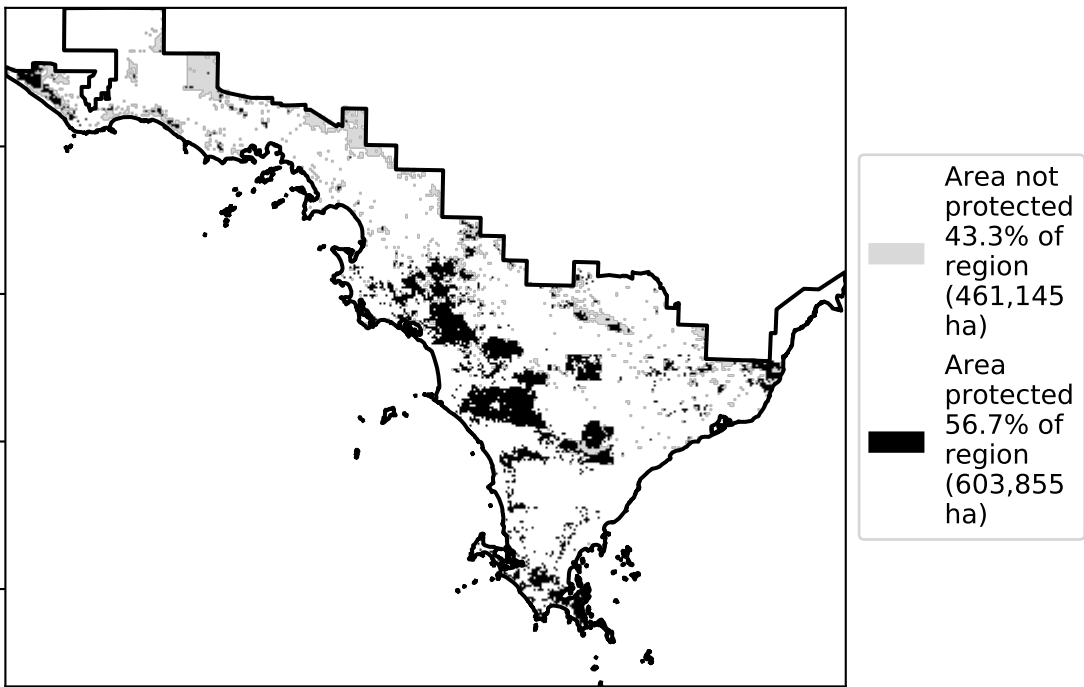 Area not
protected
43.3% of
region
(461,145
ha)
Area
protected
56.7% of
region
(603,855
ha)